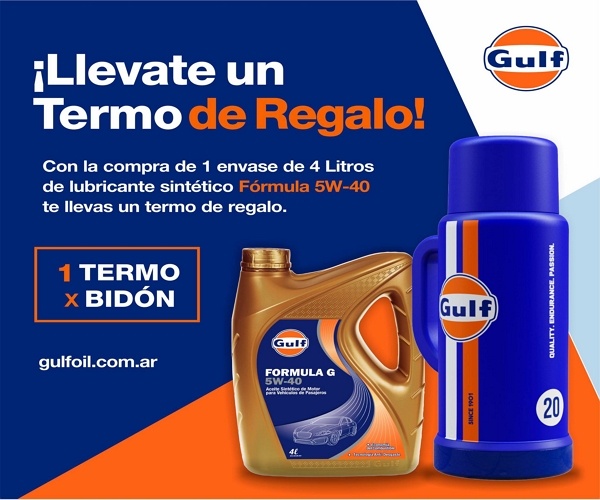 ¡Llevate un
Termo de Regalo!
Gulf
Con la compra de 1 envase de 4 Litros
de lubricante sintético Fórmula 5W-40
te llevas un termo de regalo.
1 TERMO
x BIDÓN
gulfoil.com.ar
Gulf
FORMULA G
5W-40
Aceite Sintético de Motor
para Vehículos de Pasajeros
4L
Gulf
SINCE 1901
QUALITY. ENDURANCE. PASSION.
20